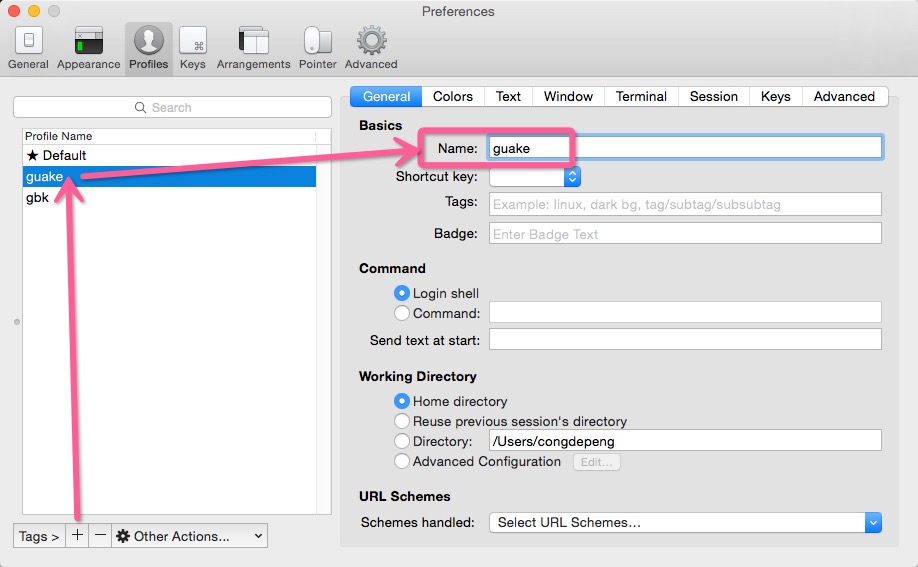 Preferences
General Appearance Profiles Keys Arrangements Pointer Advanced
Search
Profile Name
★ Default
guake
gbk
Tags > + − Other Actions...
General Colors Text Window Terminal Session Keys Advanced
Basics
Name: guake
Shortcut key:
Tags: Example: linux, dark bg, tag/subtag/subsubtag
Badge: Enter Badge Text
Command
Login shell
Command:
Send text at start:
Working Directory
Home directory
Reuse previous session's directory
Directory: /Users/congdepeng
Advanced Configuration Edit...
URL Schemes
Schemes handled: Select URL Schemes...